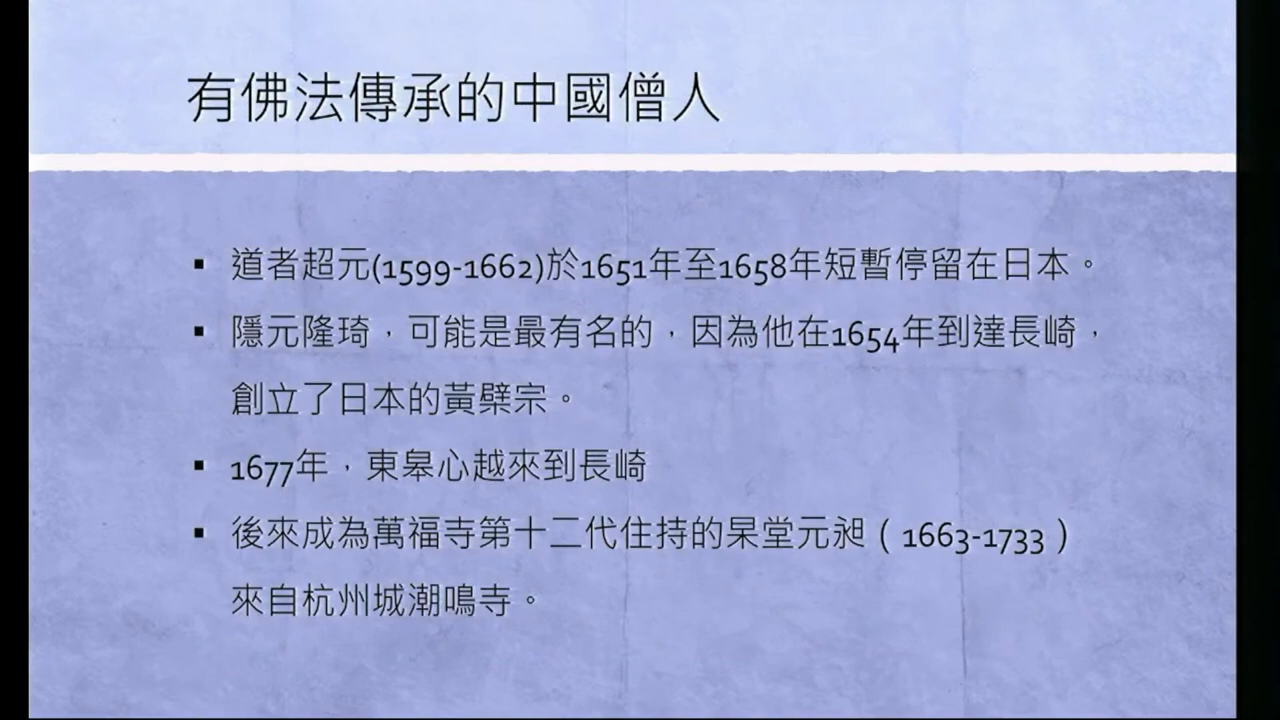 有佛法傳承的中國僧人
▪ 道者超元(1599-1662)於1651年至1658年短暫停留在日本。
▪ 隱元隆琦，可能是最有名的，因為他在1654年到達長崎，
創立了日本的黃檗宗。
▪ 1677年，東皋心越來到長崎
▪ 後來成為萬福寺第十二代住持的杲堂元昶（1663-1733）
來自杭州城潮鳴寺。